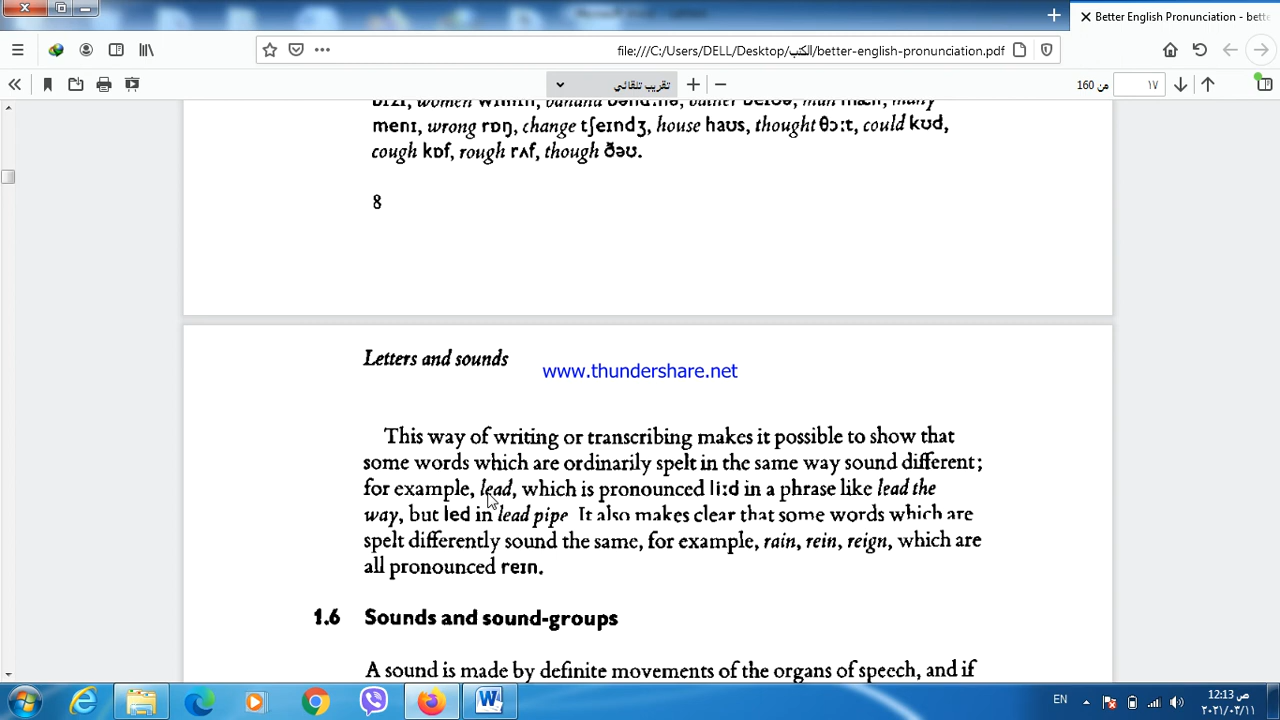 Better English Pronunciation - bette
file:///C:/Users/DELL/Desktop/الكتب/better-english-pronunciation.pdf
تقريب تلقائي
١٧ من 160
menɪ, wrong rɒŋ, change tʃeɪndʒ, house haʊs, thought θɔːt, could kʊd,
cough kɒf, rough rʌf, though ðəʊ.
8
Letters and sounds
www.thundershare.net
This way of writing or transcribing makes it possible to show that
some words which are ordinarily spelt in the same way sound different;
for example, lead, which is pronounced liːd in a phrase like lead the
way, but led in lead pipe. It also makes clear that some words which are
spelt differently sound the same, for example, rain, rein, reign, which are
all pronounced reɪn.
1.6 Sounds and sound-groups
A sound is made by definite movements of the organs of speech, and if
EN
12:13 ص
٢٠٢١/٠٣/١١